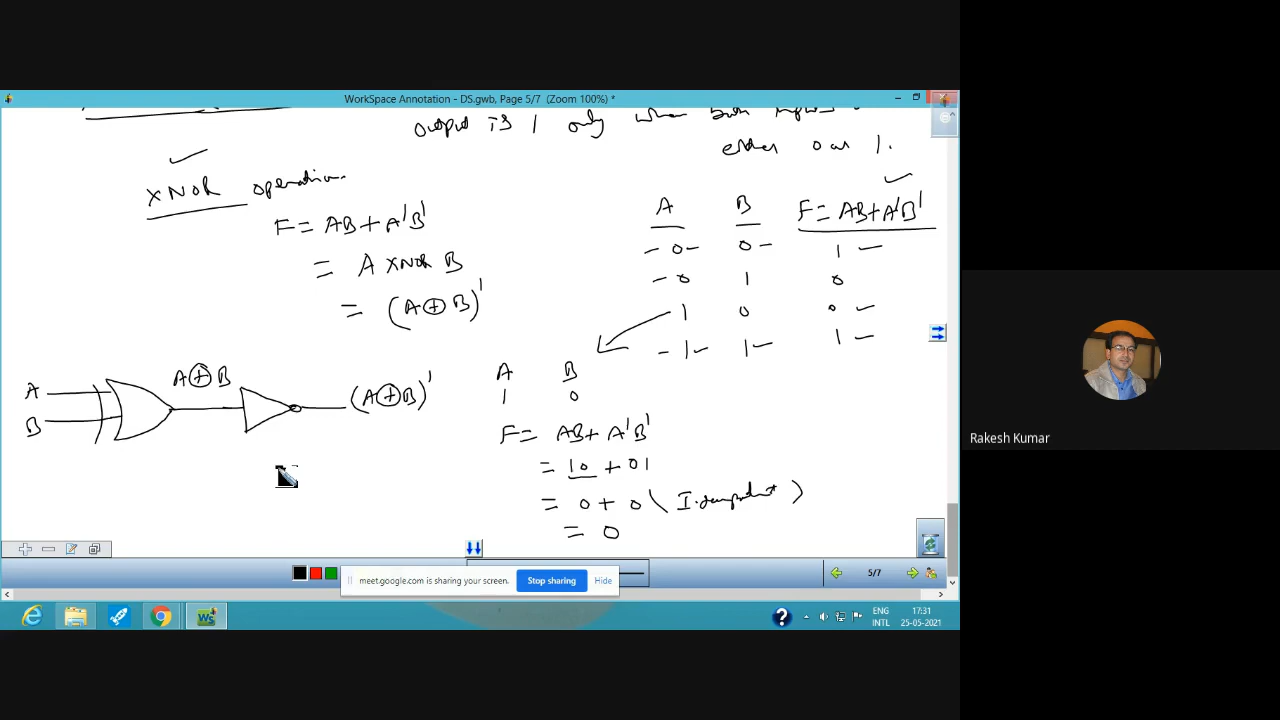 WorkSpace Annotation - DS.gwb, Page 5/7 (Zoom 100%) *
output is 1 only when both inputs
either 0 or 1.
XNOR operation
F = AB + A'B'
= A XNOR B
= (A ⊕ B)'
A B F = AB + A'B'
0 0 1
0 1 0
1 0 0
1 1 1
A
B
A ⊕ B
(A ⊕ B)'
A B
1 0
F = AB + A'B'
= 10 + 01
= 0 + 0 (
)
= 0
meet.google.com is sharing your screen. Stop sharing Hide
5/7
ENG
INTL
17:31
25-05-2021
Rakesh Kumar